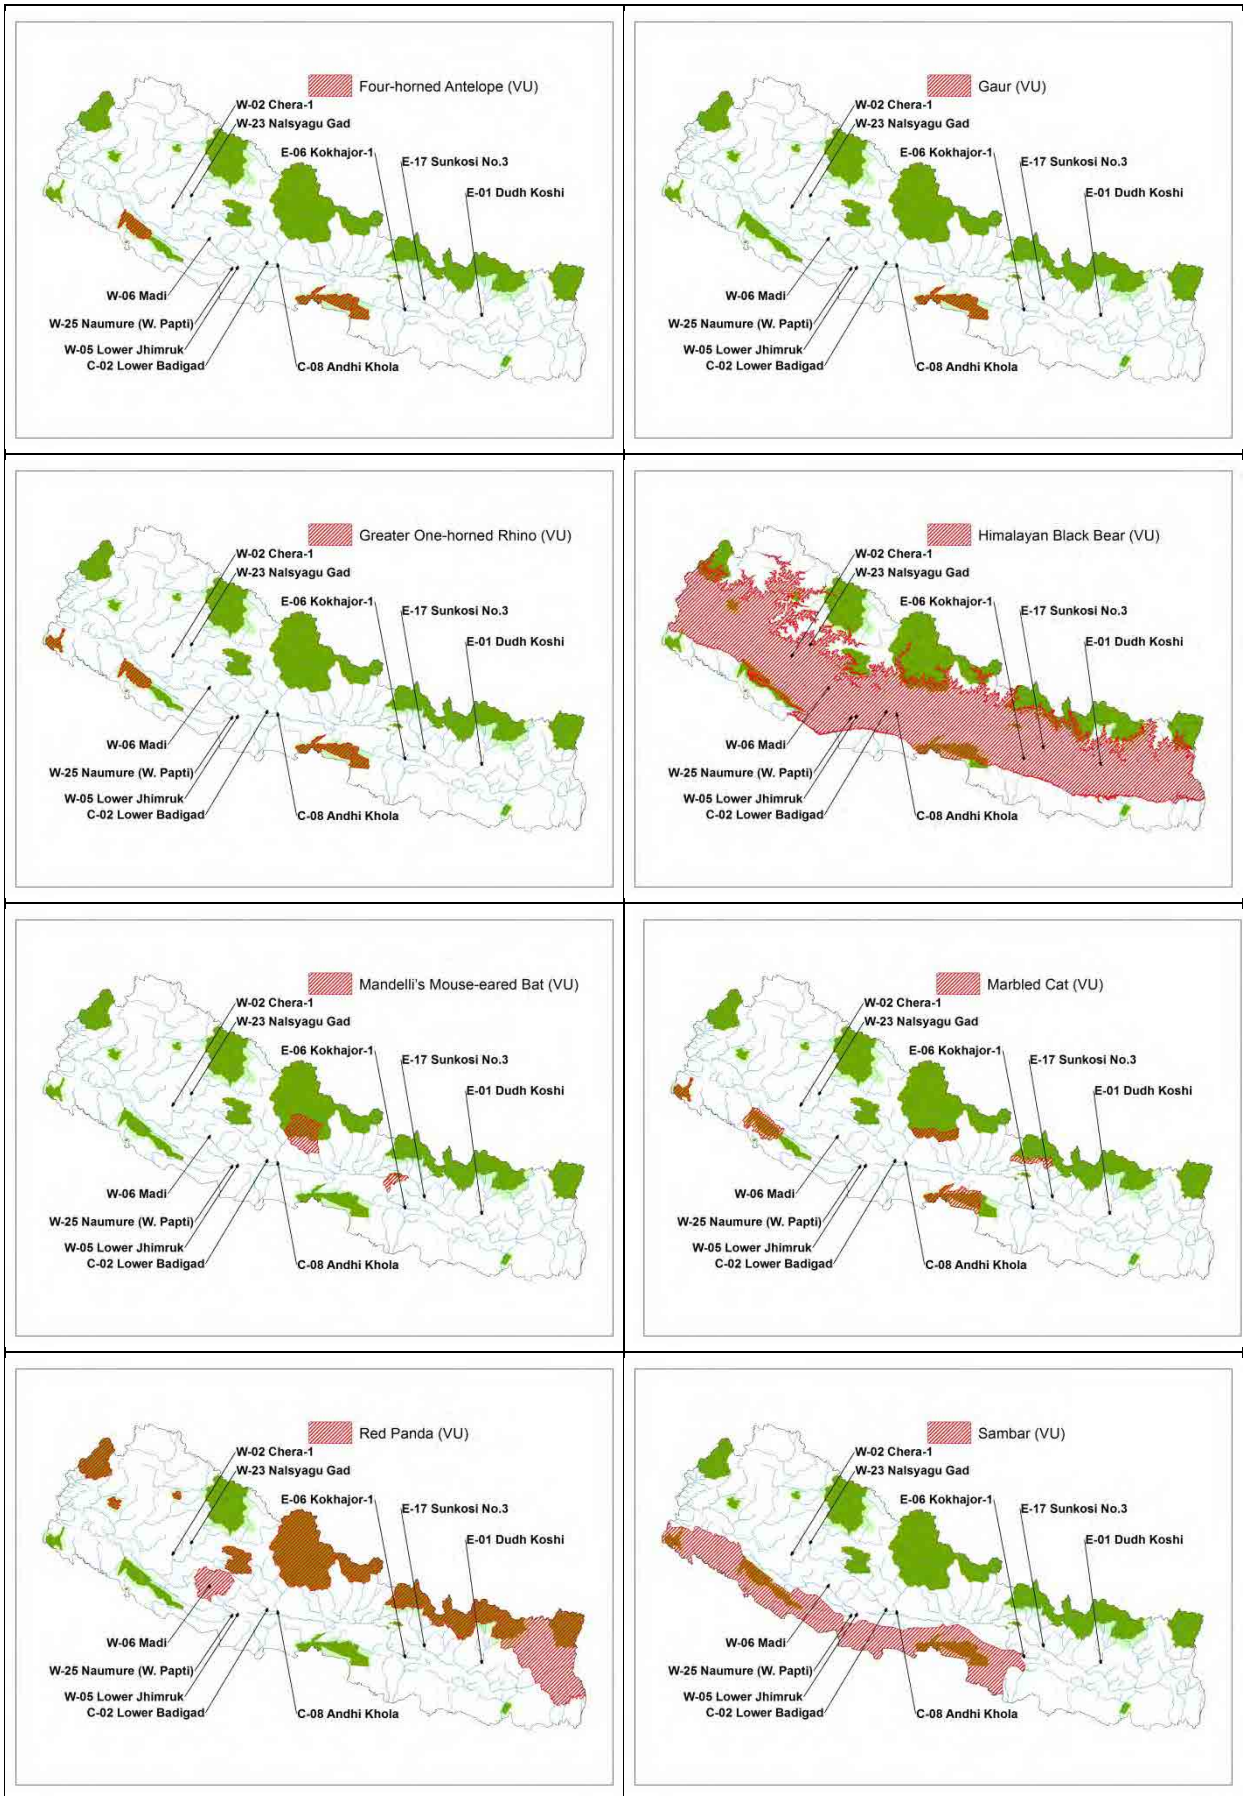 Four-horned Antelope (VU)
W-02 Chera-1
W-23 Nalsyagu Gad
E-06 Kokhajor-1
E-17 Sunkosi No.3
E-01 Dudh Koshi
W-06 Madi
W-25 Naumure (W. Papti)
W-05 Lower Jhimruk
C-02 Lower Badigad
C-08 Andhi Khola
Gaur (VU)
W-02 Chera-1
W-23 Nalsyagu Gad
E-06 Kokhajor-1
E-17 Sunkosi No.3
E-01 Dudh Koshi
W-06 Madi
W-25 Naumure (W. Papti)
W-05 Lower Jhimruk
C-02 Lower Badigad
C-08 Andhi Khola
Greater One-horned Rhino (VU)
W-02 Chera-1
W-23 Nalsyagu Gad
E-06 Kokhajor-1
E-17 Sunkosi No.3
E-01 Dudh Koshi
W-06 Madi
W-25 Naumure (W. Papti)
W-05 Lower Jhimruk
C-02 Lower Badigad
C-08 Andhi Khola
Himalayan Black Bear (VU)
W-02 Chera-1
W-23 Nalsyagu Gad
E-06 Kokhajor-1
E-17 Sunkosi No.3
E-01 Dudh Koshi
W-06 Madi
W-25 Naumure (W. Papti)
W-05 Lower Jhimruk
C-02 Lower Badigad
C-08 Andhi Khola
Mandelli's Mouse-eared Bat (VU)
W-02 Chera-1
W-23 Nalsyagu Gad
E-06 Kokhajor-1
E-17 Sunkosi No.3
E-01 Dudh Koshi
W-06 Madi
W-25 Naumure (W. Papti)
W-05 Lower Jhimruk
C-02 Lower Badigad
C-08 Andhi Khola
Marbled Cat (VU)
W-02 Chera-1
W-23 Nalsyagu Gad
E-06 Kokhajor-1
E-17 Sunkosi No.3
E-01 Dudh Koshi
W-06 Madi
W-25 Naumure (W. Papti)
W-05 Lower Jhimruk
C-02 Lower Badigad
C-08 Andhi Khola
Red Panda (VU)
W-02 Chera-1
W-23 Nalsyagu Gad
E-06 Kokhajor-1
E-17 Sunkosi No.3
E-01 Dudh Koshi
W-06 Madi
W-25 Naumure (W. Papti)
W-05 Lower Jhimruk
C-02 Lower Badigad
C-08 Andhi Khola
Sambar (VU)
W-02 Chera-1
W-23 Nalsyagu Gad
E-06 Kokhajor-1
E-17 Sunkosi No.3
E-01 Dudh Koshi
W-06 Madi
W-25 Naumure (W. Papti)
W-05 Lower Jhimruk
C-02 Lower Badigad
C-08 Andhi Khola